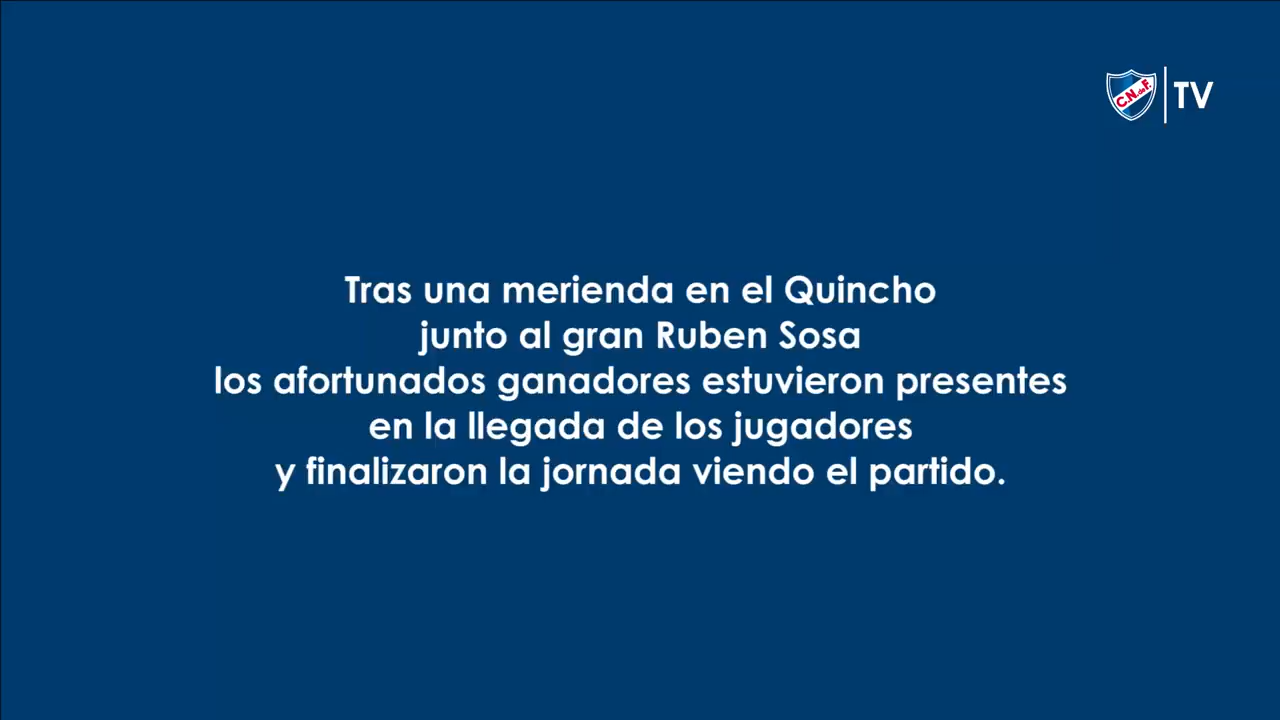 C.N.de F.
TV
Tras una merienda en el Quincho
junto al gran Ruben Sosa
los afortunados ganadores estuvieron presentes
en la llegada de los jugadores
y finalizaron la jornada viendo el partido.